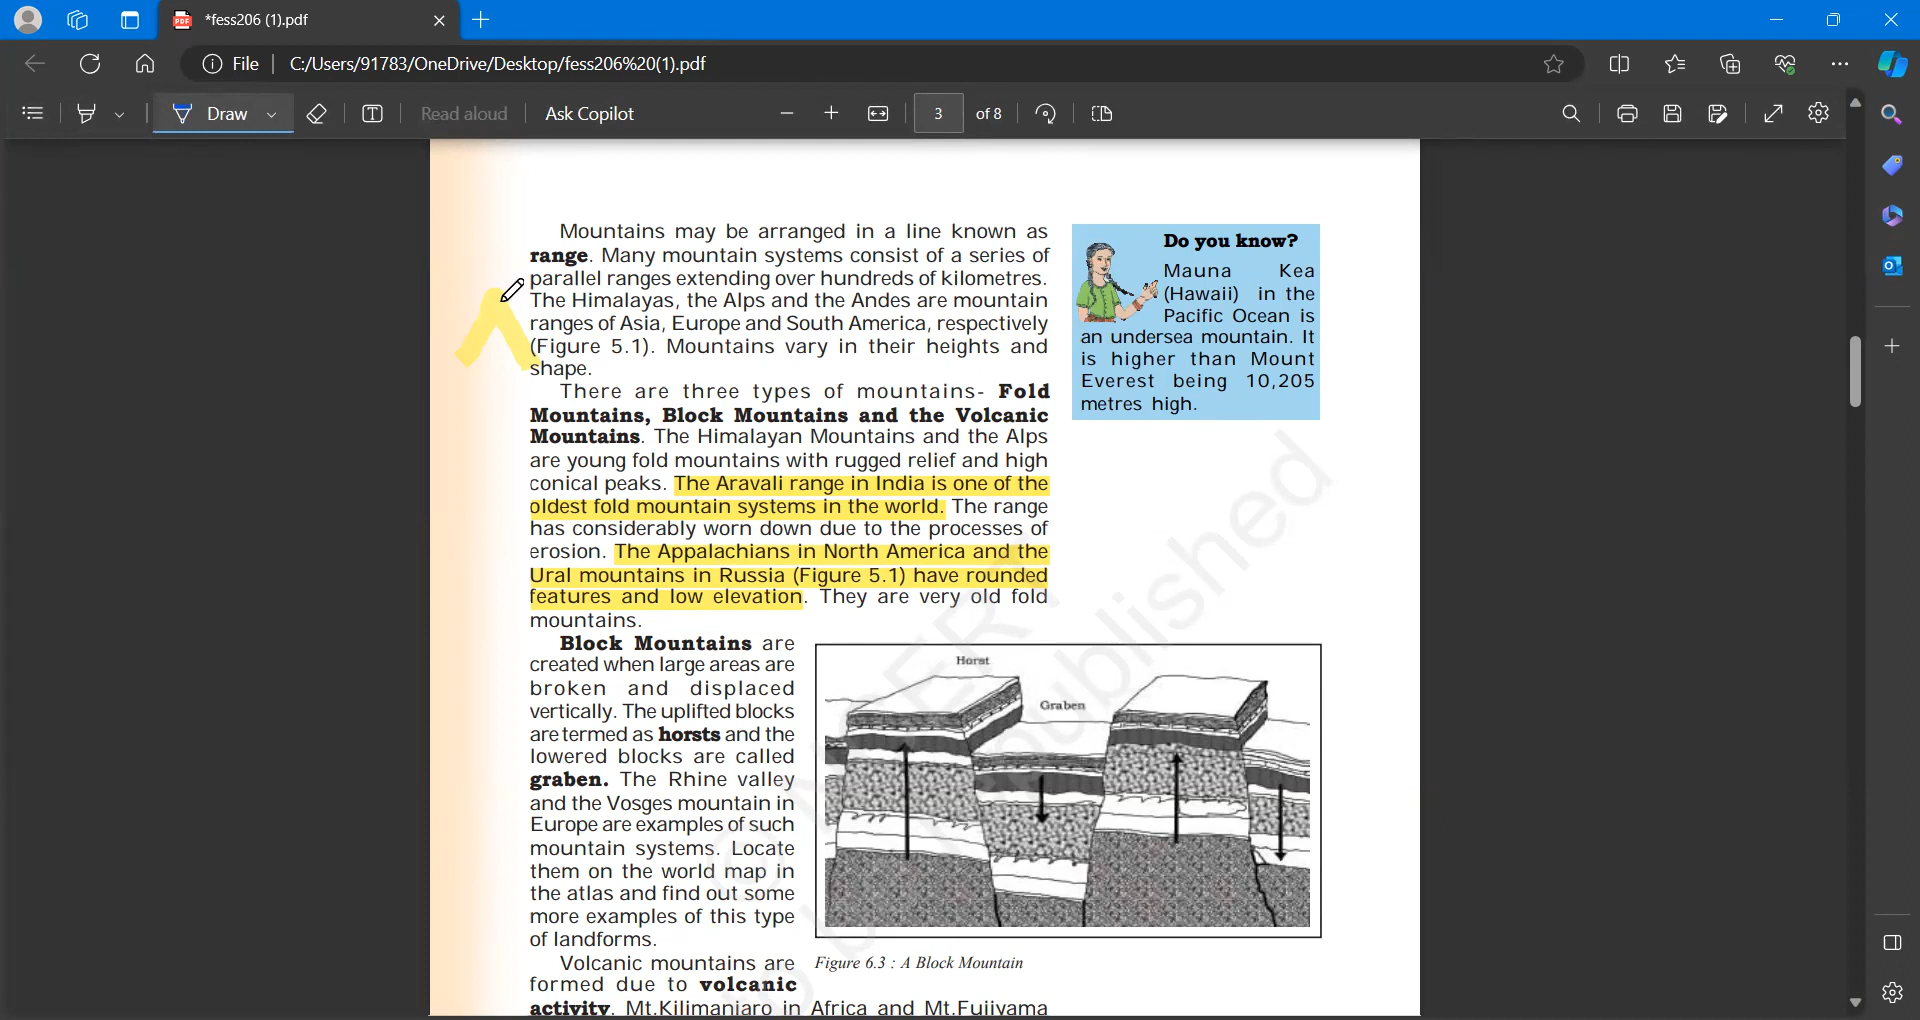 *fess206 (1).pdf
File C:/Users/91783/OneDrive/Desktop/fess206%20(1).pdf
Draw Read aloud Ask Copilot 3 of 8
Mountains may be arranged in a line known as
range. Many mountain systems consist of a series of
parallel ranges extending over hundreds of kilometres.
The Himalayas, the Alps and the Andes are mountain
ranges of Asia, Europe and South America, respectively
(Figure 5.1). Mountains vary in their heights and
shape.
There are three types of mountains- Fold
Mountains, Block Mountains and the Volcanic
Mountains. The Himalayan Mountains and the Alps
are young fold mountains with rugged relief and high
conical peaks. The Aravali range in India is one of the
oldest fold mountain systems in the world. The range
has considerably worn down due to the processes of
erosion. The Appalachians in North America and the
Ural mountains in Russia (Figure 5.1) have rounded
features and low elevation. They are very old fold
mountains.
Block Mountains are
created when large areas are
broken and displaced
vertically. The uplifted blocks
are termed as horsts and the
lowered blocks are called
graben. The Rhine valley
and the Vosges mountain in
Europe are examples of such
mountain systems. Locate
them on the world map in
the atlas and find out some
more examples of this type
of landforms.
Volcanic mountains are
formed due to volcanic
activity. Mt.Kilimanjaro in Africa and Mt.Fujiyama
Do you know?
Mauna Kea
(Hawaii) in the
Pacific Ocean is
an undersea mountain. It
is higher than Mount
Everest being 10,205
metres high.
Horst
Graben
Figure 6.3 : A Block Mountain
© NCERT
to be republished